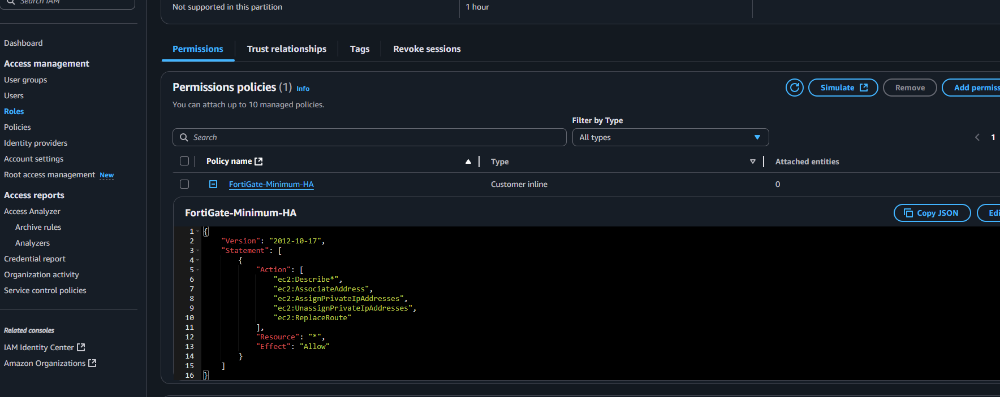 Search IAM
Dashboard
Access management
User groups
Users
Roles
Policies
Identity providers
Account settings
Root access management New
Access reports
Access Analyzer
Archive rules
Analyzers
Credential report
Organization activity
Service control policies
Related consoles
IAM Identity Center
Amazon Organizations
Not supported in this partition
1 hour
Permissions
Trust relationships
Tags
Revoke sessions
Permissions policies (1) Info
You can attach up to 10 managed policies.
Simulate
Remove
Add permiss
Filter by Type
Search
All types
1
Policy name
Type
Attached entities
FortiGate-Minimum-HA
Customer inline
0
FortiGate-Minimum-HA
Copy JSON
Edi
1 {
2 "Version": "2012-10-17",
3 "Statement": [
4 {
5 "Action": [
6 "ec2:Describe*",
7 "ec2:AssociateAddress",
8 "ec2:AssignPrivateIpAddresses",
9 "ec2:UnassignPrivateIpAddresses",
10 "ec2:ReplaceRoute"
11 ],
12 "Resource": "*",
13 "Effect": "Allow"
14 }
15 ]
16 }